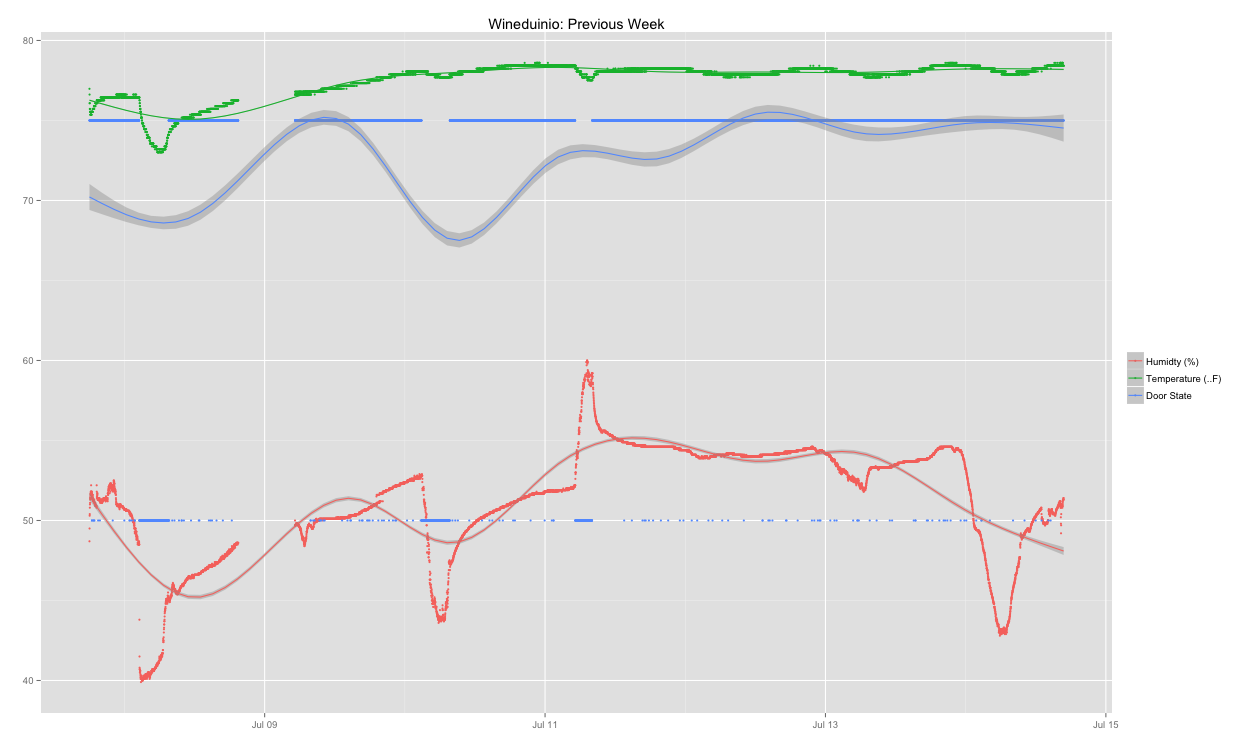 Wineduinio: Previous Week
80
70
60
50
40
Jul 09
Jul 11
Jul 13
Jul 15
Humidty (%)
Temperature (..F)
Door State